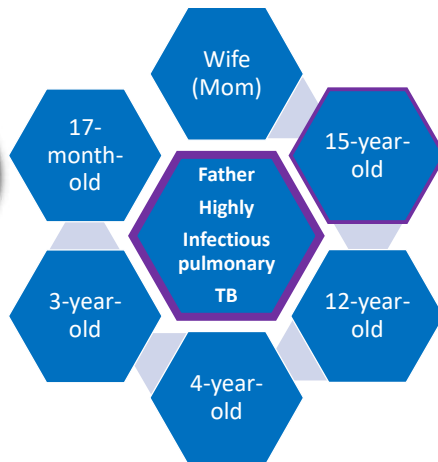 Wife
(Mom)
17-
month-
old
15-year-
old
Father
Highly
Infectious
pulmonary
TB
3-year-
old
12-year-
old
4-year-
old